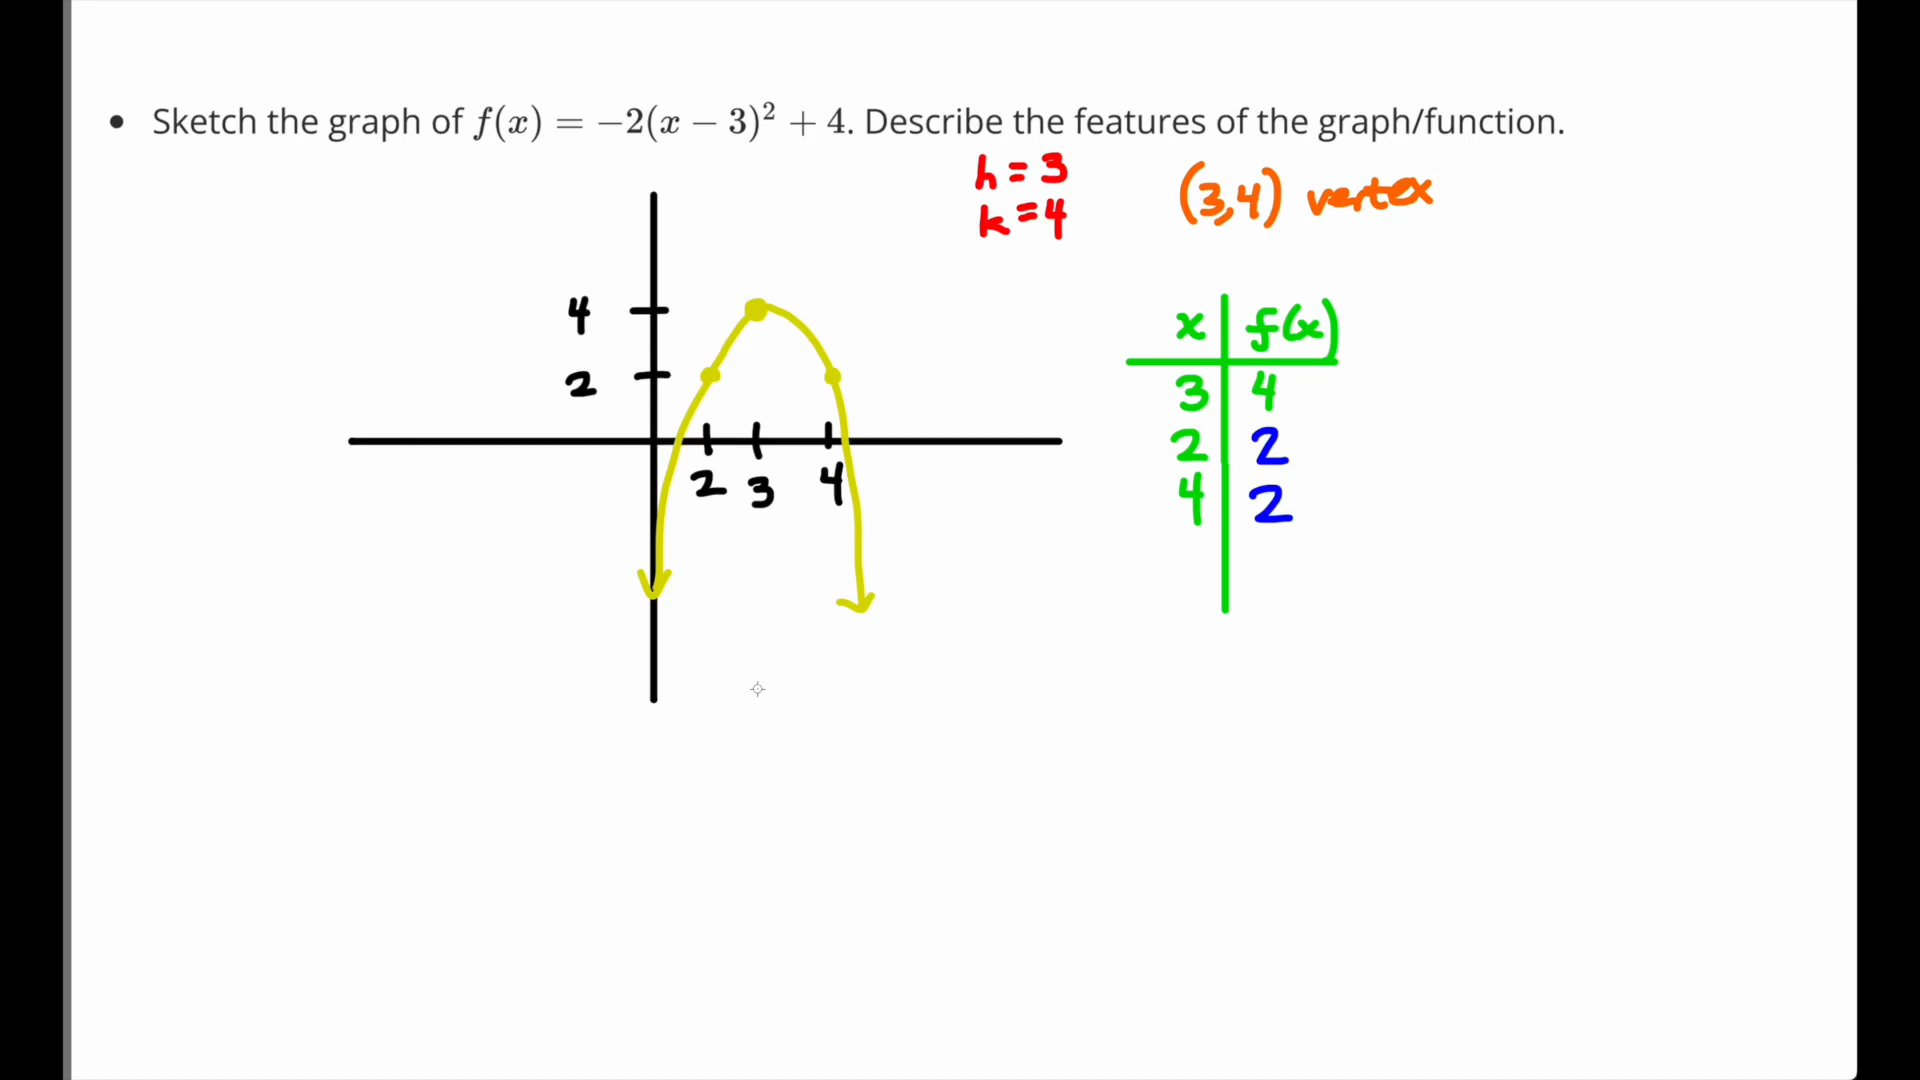 • Sketch the graph of f(x) = −2(x − 3)² + 4. Describe the features of the graph/function.
h = 3
k = 4
(3,4) vertex
4
2
2 3 4
x f(x)
3 4
2 2
4 2